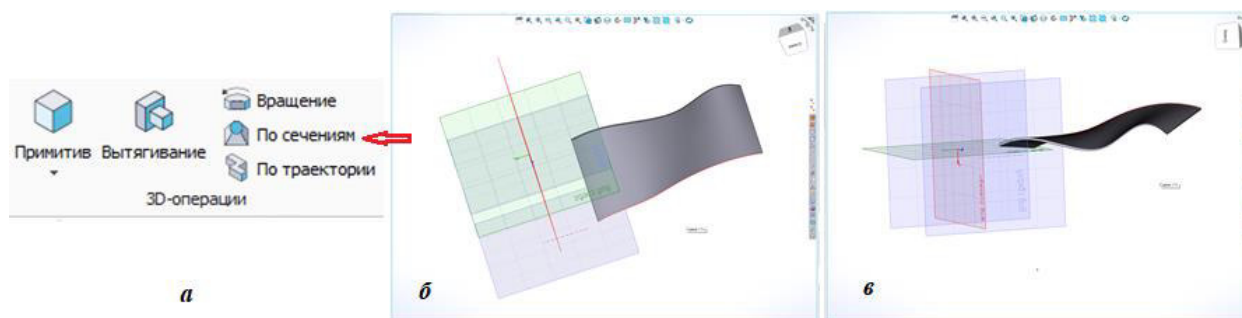 Примитив
Вытягивание
Вращение
По сечениям
По траектории
3D-операции
а
б
в